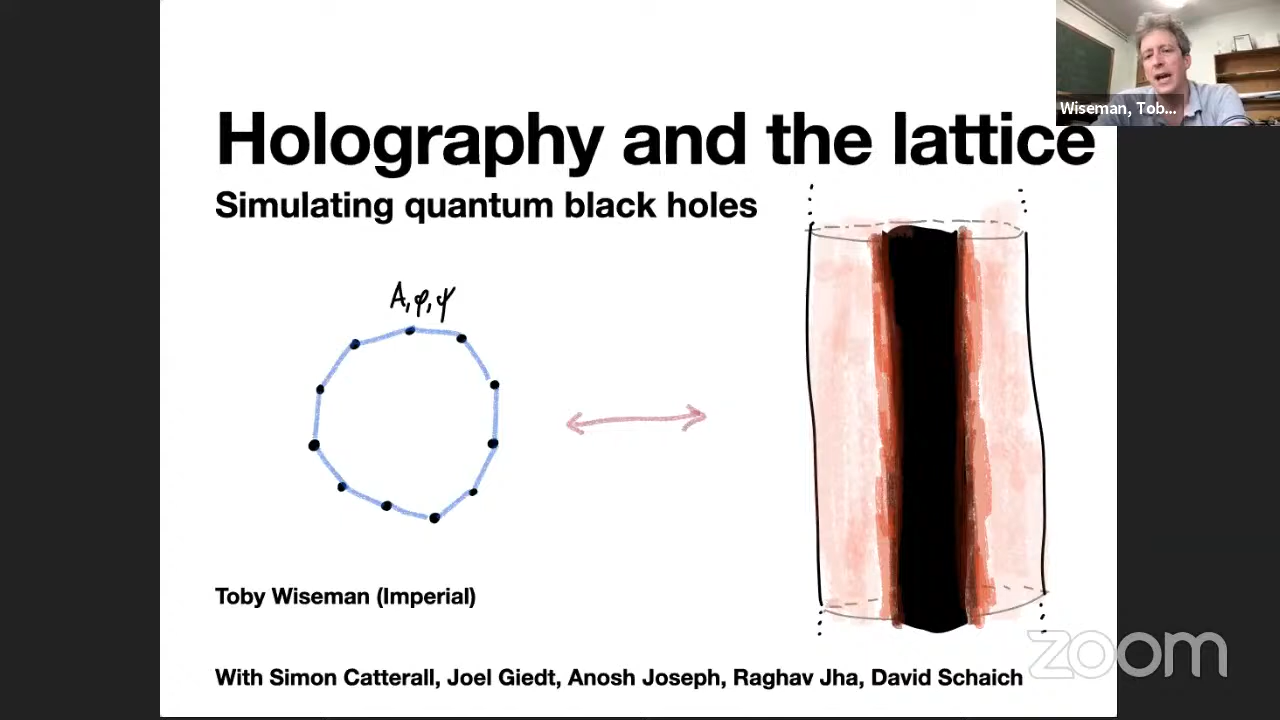 Wiseman, Tob...
Holography and the lattice
Simulating quantum black holes
A, φ, ψ
Toby Wiseman (Imperial)
With Simon Catterall, Joel Giedt, Anosh Joseph, Raghav Jha, David Schaich
zoom